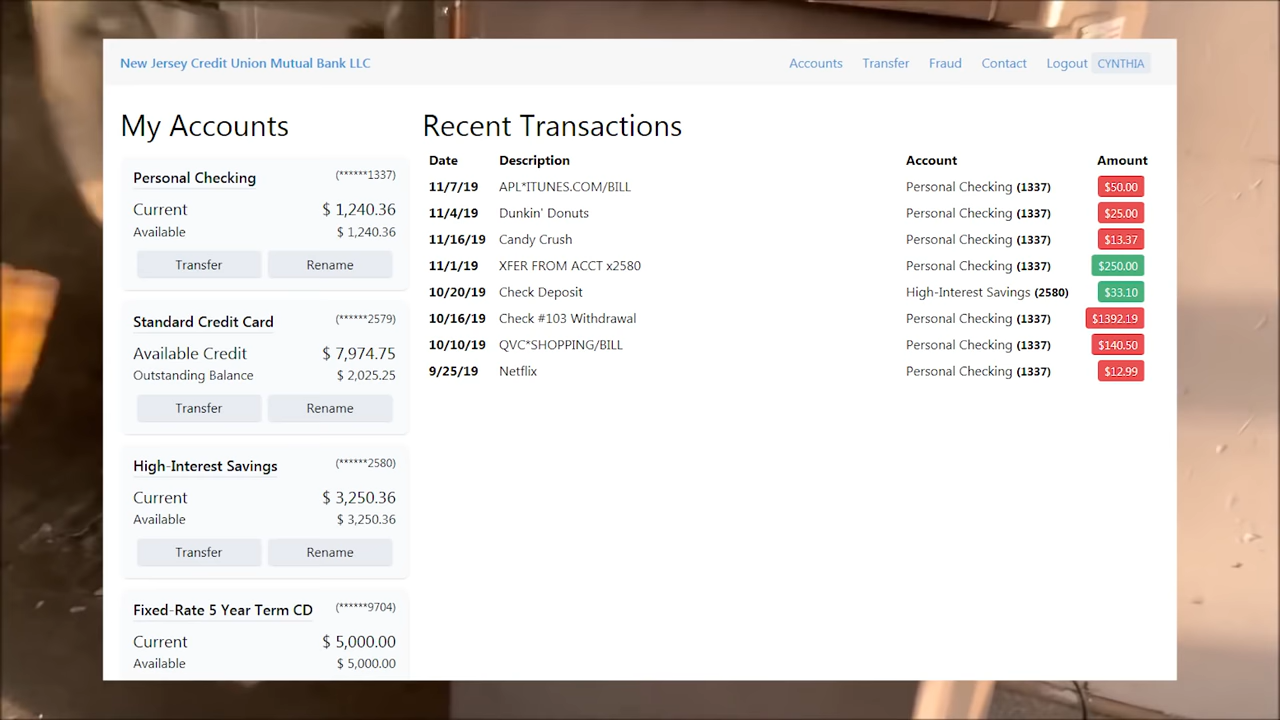 New Jersey Credit Union Mutual Bank LLC Accounts Transfer Fraud Contact Logout CYNTHIA
My Accounts
Personal Checking (******1337)
Current $ 1,240.36
Available $ 1,240.36
Transfer Rename
Standard Credit Card (******2579)
Available Credit $ 7,974.75
Outstanding Balance $ 2,025.25
Transfer Rename
High-Interest Savings (******2580)
Current $ 3,250.36
Available $ 3,250.36
Transfer Rename
Fixed-Rate 5 Year Term CD (******9704)
Current $ 5,000.00
Available $ 5,000.00
Recent Transactions
Date Description Account Amount
11/7/19 APL*ITUNES.COM/BILL Personal Checking (1337) $50.00
11/4/19 Dunkin' Donuts Personal Checking (1337) $25.00
11/16/19 Candy Crush Personal Checking (1337) $13.37
11/1/19 XFER FROM ACCT x2580 Personal Checking (1337) $250.00
10/20/19 Check Deposit High-Interest Savings (2580) $33.10
10/16/19 Check #103 Withdrawal Personal Checking (1337) $1392.19
10/10/19 QVC*SHOPPING/BILL Personal Checking (1337) $140.50
9/25/19 Netflix Personal Checking (1337) $12.99